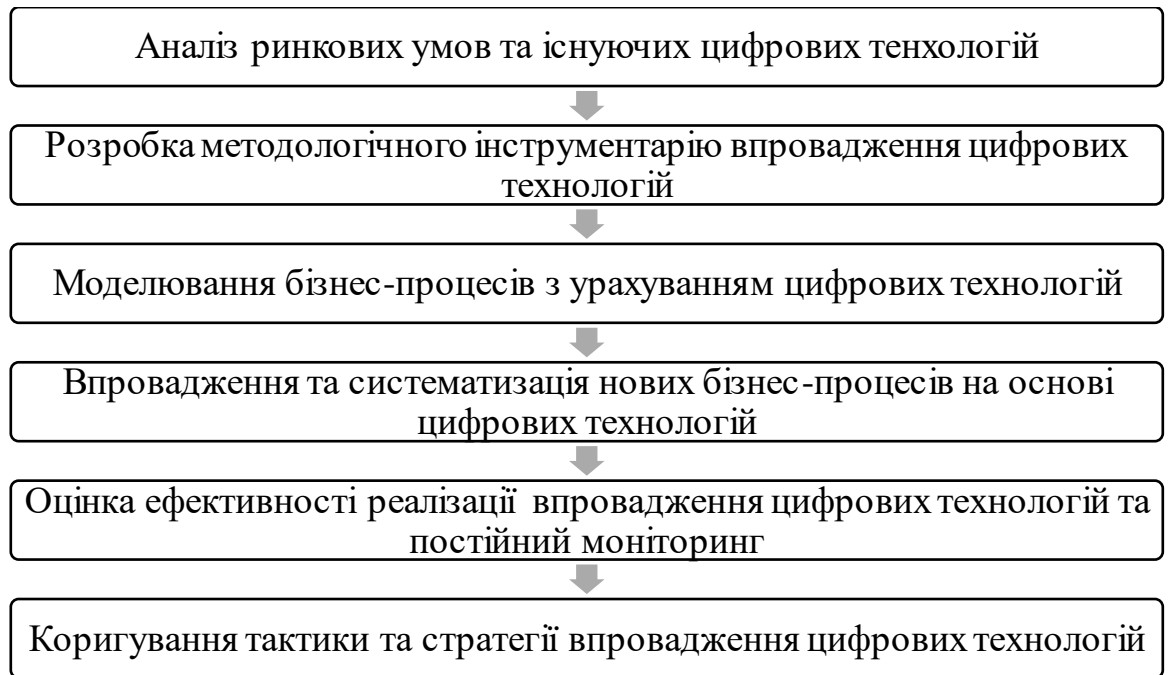 Аналіз ринкових умов та існуючих цифрових тенхологій
Розробка методологічного інструментарію впровадження цифрових
технологій
Моделювання бізнес-процесів з урахуванням цифрових технологій
Впровадження та систематизація нових бізнес-процесів на основі
цифрових технологій
Оцінка ефективності реалізації впровадження цифрових технологій та
постійний моніторинг
Коригування тактики та стратегії впровадження цифрових технологій